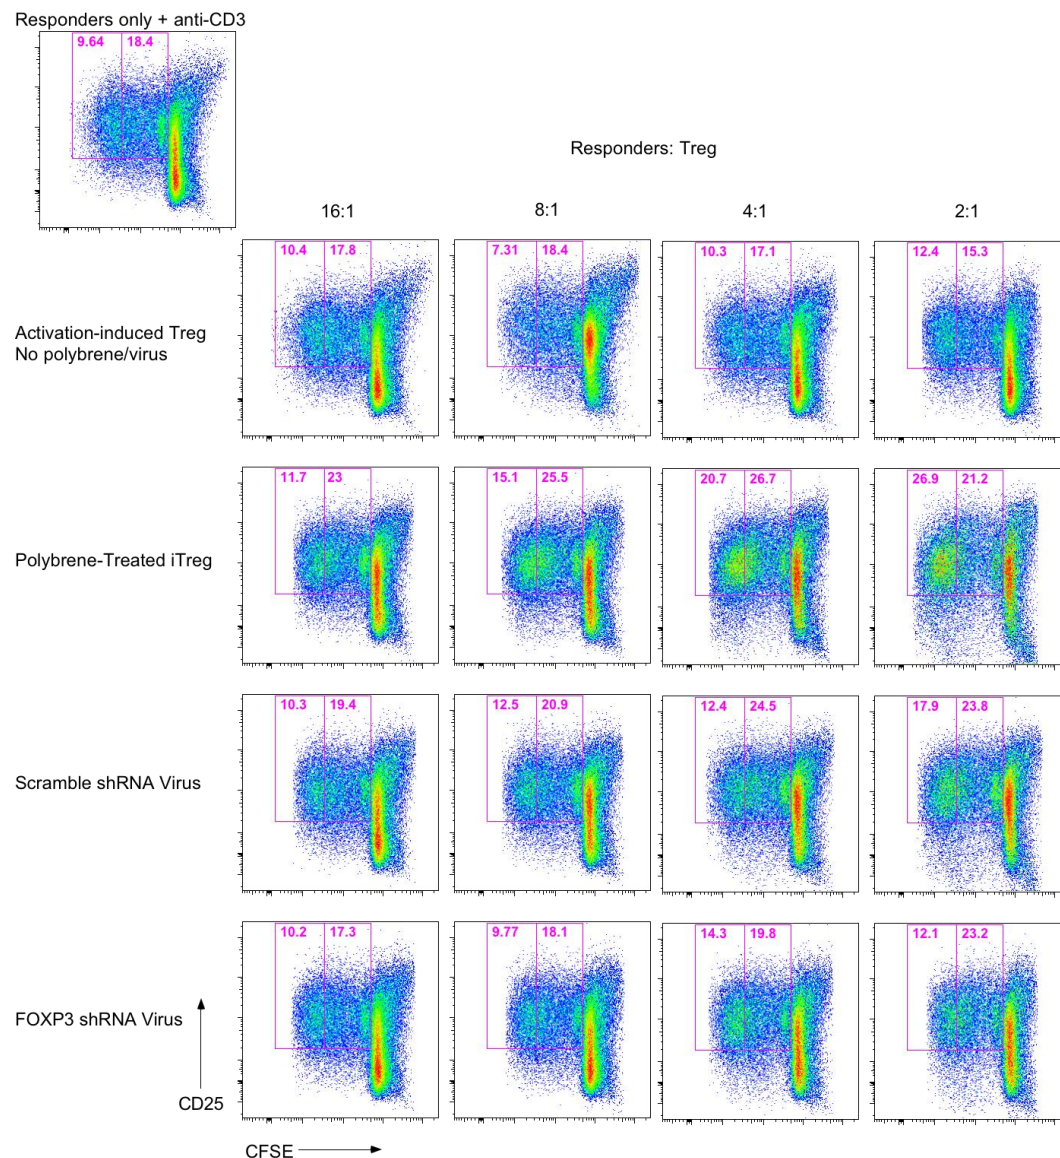 Responders only + anti-CD3
9.64 18.4
Responders: Treg
16:1 8:1 4:1 2:1
10.4 17.8 7.31 18.4 10.3 17.1 12.4 15.3
Activation-induced Treg
No polybrene/virus
11.7 23 15.1 25.5 20.7 26.7 26.9 21.2
Polybrene-Treated iTreg
10.3 19.4 12.5 20.9 12.4 24.5 17.9 23.8
Scramble shRNA Virus
10.2 17.3 9.77 18.1 14.3 19.8 12.1 23.2
FOXP3 shRNA Virus
CD25
CFSE